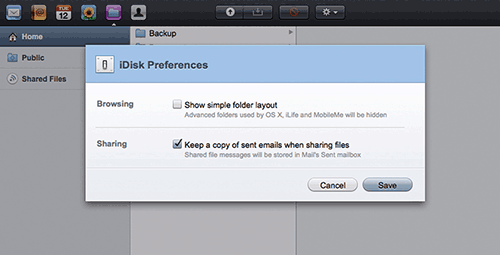 TUE
12
Home
Backup
Public
Shared Files
iDisk Preferences
Browsing
Show simple folder layout
Advanced folders used by OS X, iLife and MobileMe will be hidden
Sharing
Keep a copy of sent emails when sharing files
Shared file messages will be stored in Mail's Sent mailbox
Cancel
Save